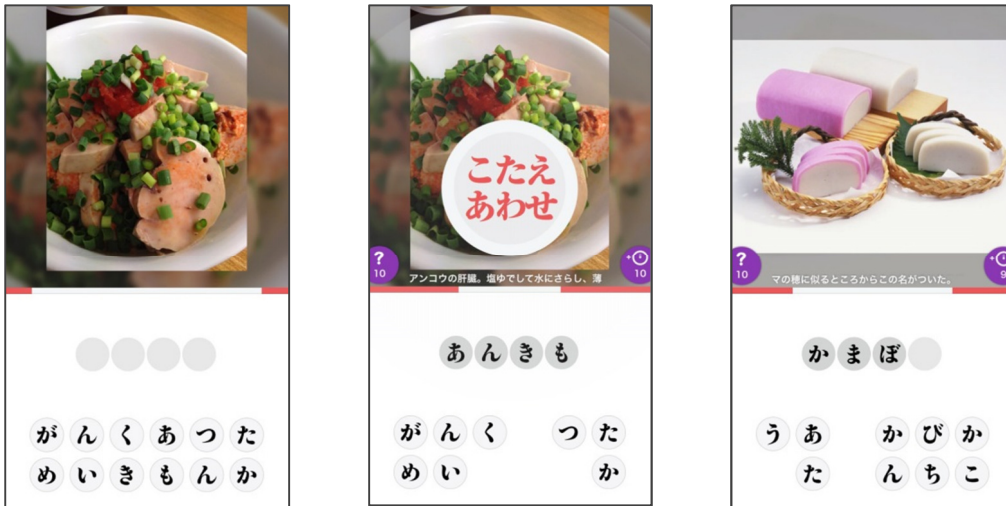 がんくあつた
めいきもんか
こたえ
あわせ
?
10
+
10
アンコウの肝臓。塩ゆでして水にさらし、薄
あんきも
がんく つた
めい か
?
10
+
9
マの穂に似るところからこの名がついた。
かまぼ
うあ かびか
た んちこ